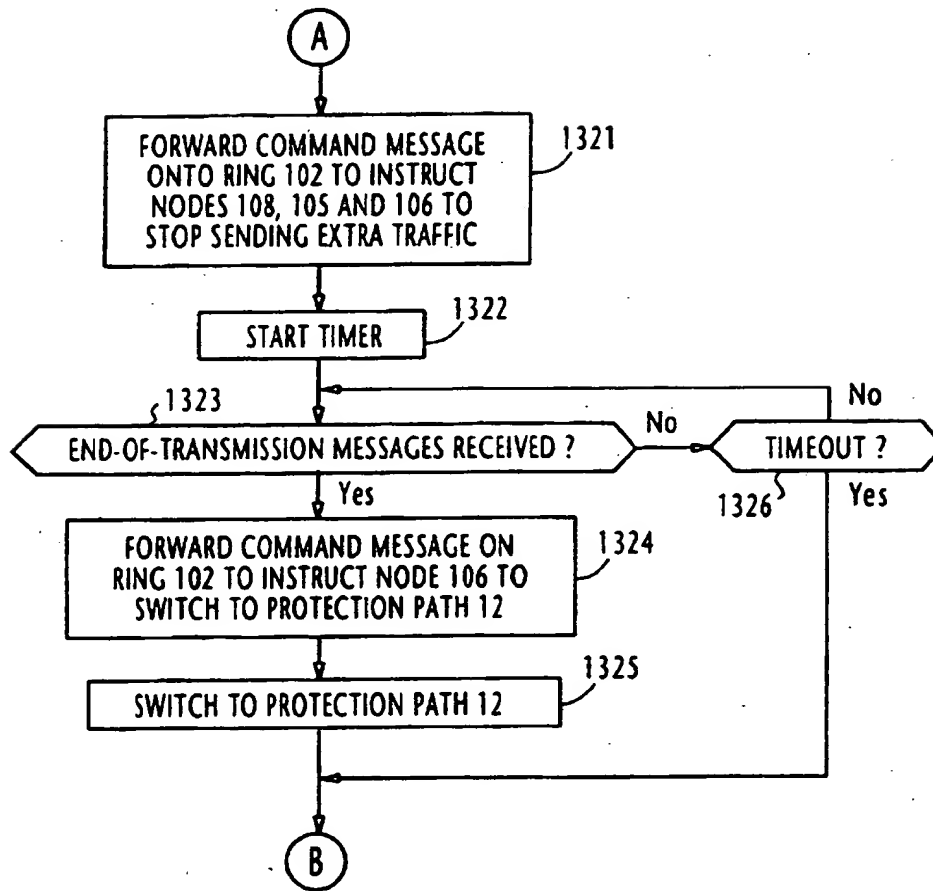 A
FORWARD COMMAND MESSAGE
ONTO RING 102 TO INSTRUCT
NODES 108, 105 AND 106 TO
STOP SENDING EXTRA TRAFFIC
1321
START TIMER
1322
1323
END-OF-TRANSMISSION MESSAGES RECEIVED ?
No
TIMEOUT ?
No
1326
Yes
Yes
FORWARD COMMAND MESSAGE ON
RING 102 TO INSTRUCT NODE 106 TO
SWITCH TO PROTECTION PATH 12
1324
SWITCH TO PROTECTION PATH 12
1325
B